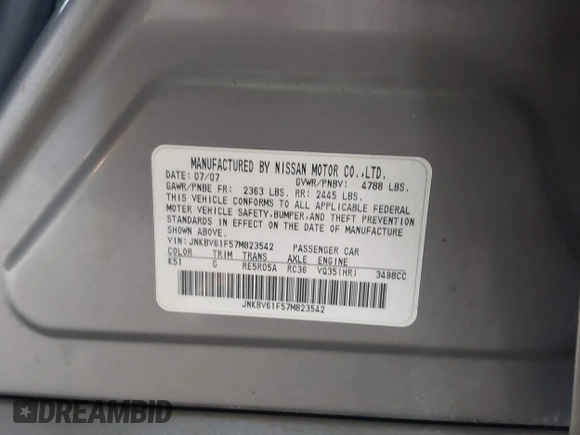 MANUFACTURED BY NISSAN MOTOR CO.,LTD.
DATE: 07/07 GVWR/PNBV: 4788 LBS.
GAWR/PNBE FR: 2363 LBS. RR: 2445 LBS.
THIS VEHICLE CONFORMS TO ALL APPLICABLE FEDERAL
MOTOR VEHICLE SAFETY,BUMPER,AND THEFT PREVENTION
STANDARDS IN EFFECT ON THE DATE OF MANUFACTURE
SHOWN ABOVE.
VIN: JNKBV61F57M823542 PASSENGER CAR
COLOR TRIM TRANS AXLE ENGINE
K51 G RE5R05A RC36 VQ35(HR) 3498CC
JNKBV61F57M823542
DREAMBID